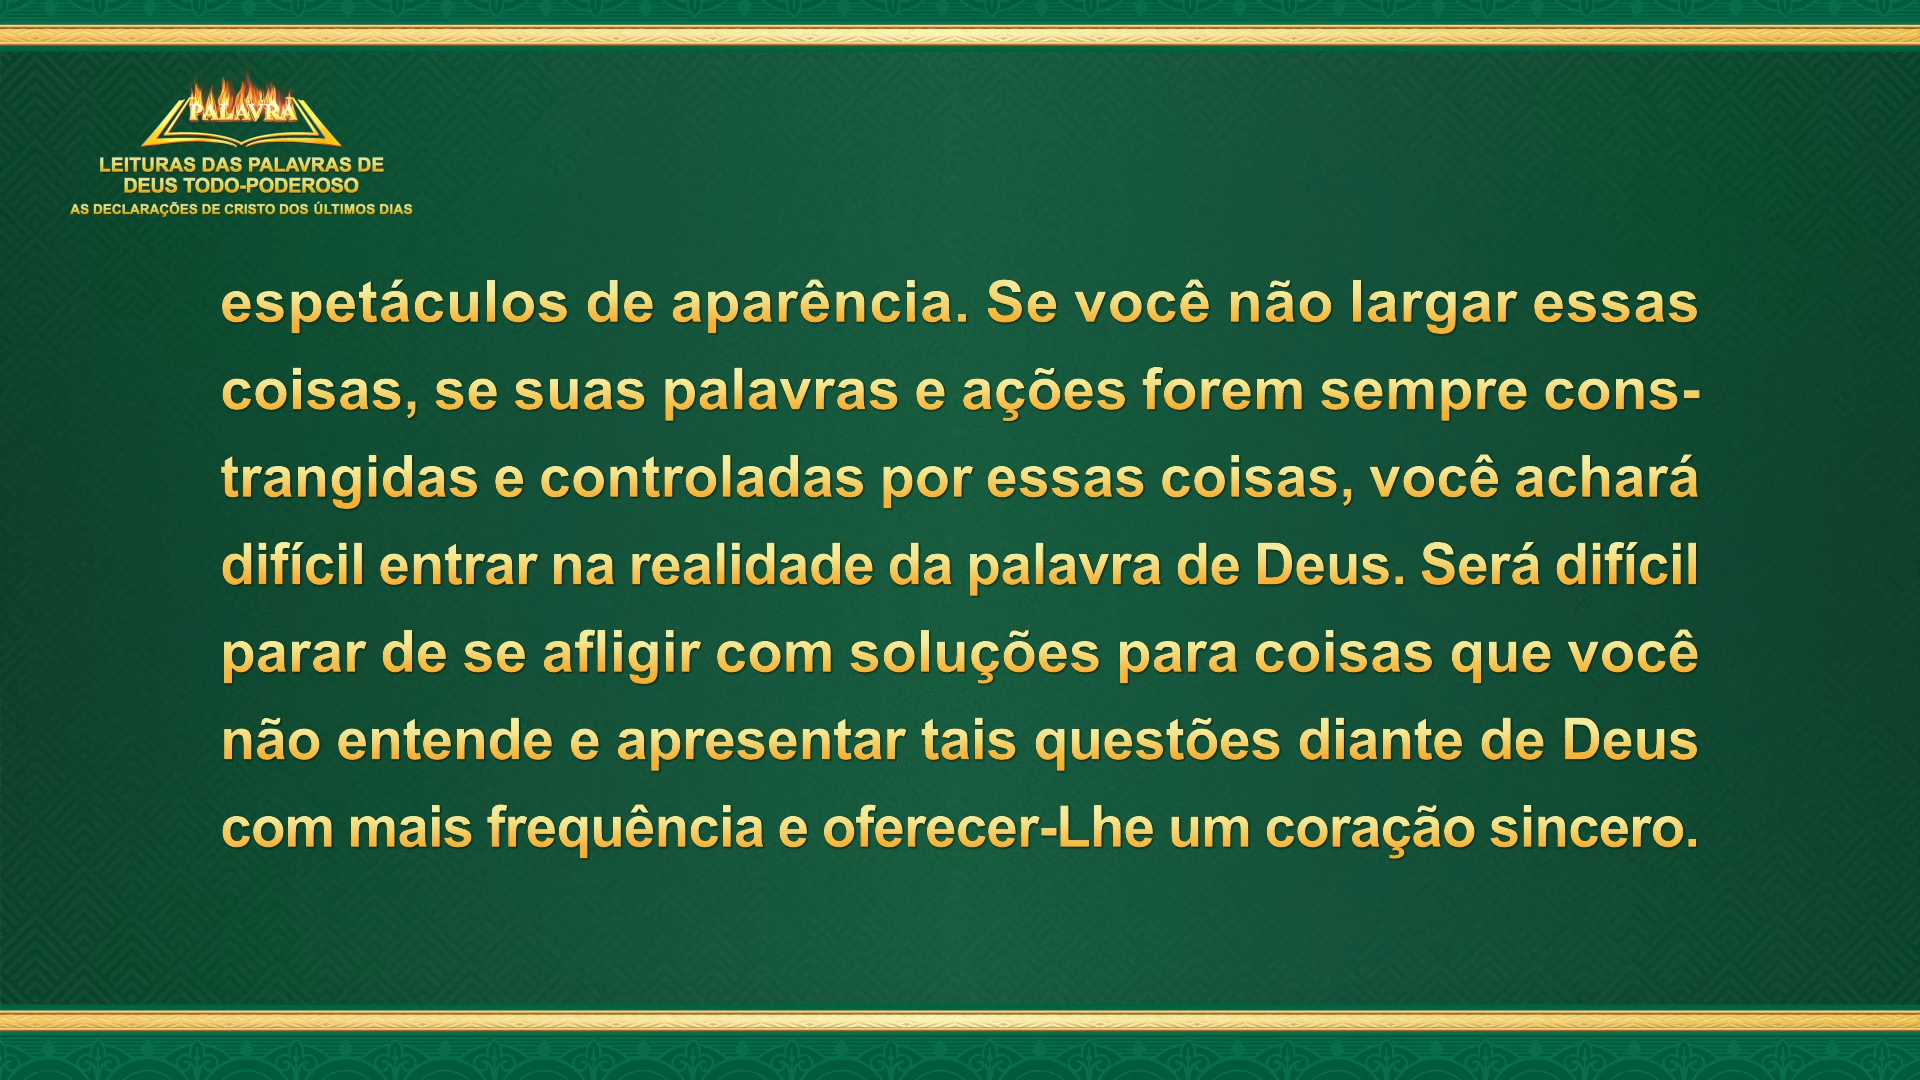 PALAVRA
LEITURAS DAS PALAVRAS DE
DEUS TODO-PODEROSO
AS DECLARAÇÕES DE CRISTO DOS ÚLTIMOS DIAS
espetáculos de aparência. Se você não largar essas
coisas, se suas palavras e ações forem sempre cons-
trangidas e controladas por essas coisas, você achará
difícil entrar na realidade da palavra de Deus. Será difícil
parar de se afligir com soluções para coisas que você
não entende e apresentar tais questões diante de Deus
com mais frequência e oferecer-Lhe um coração sincero.